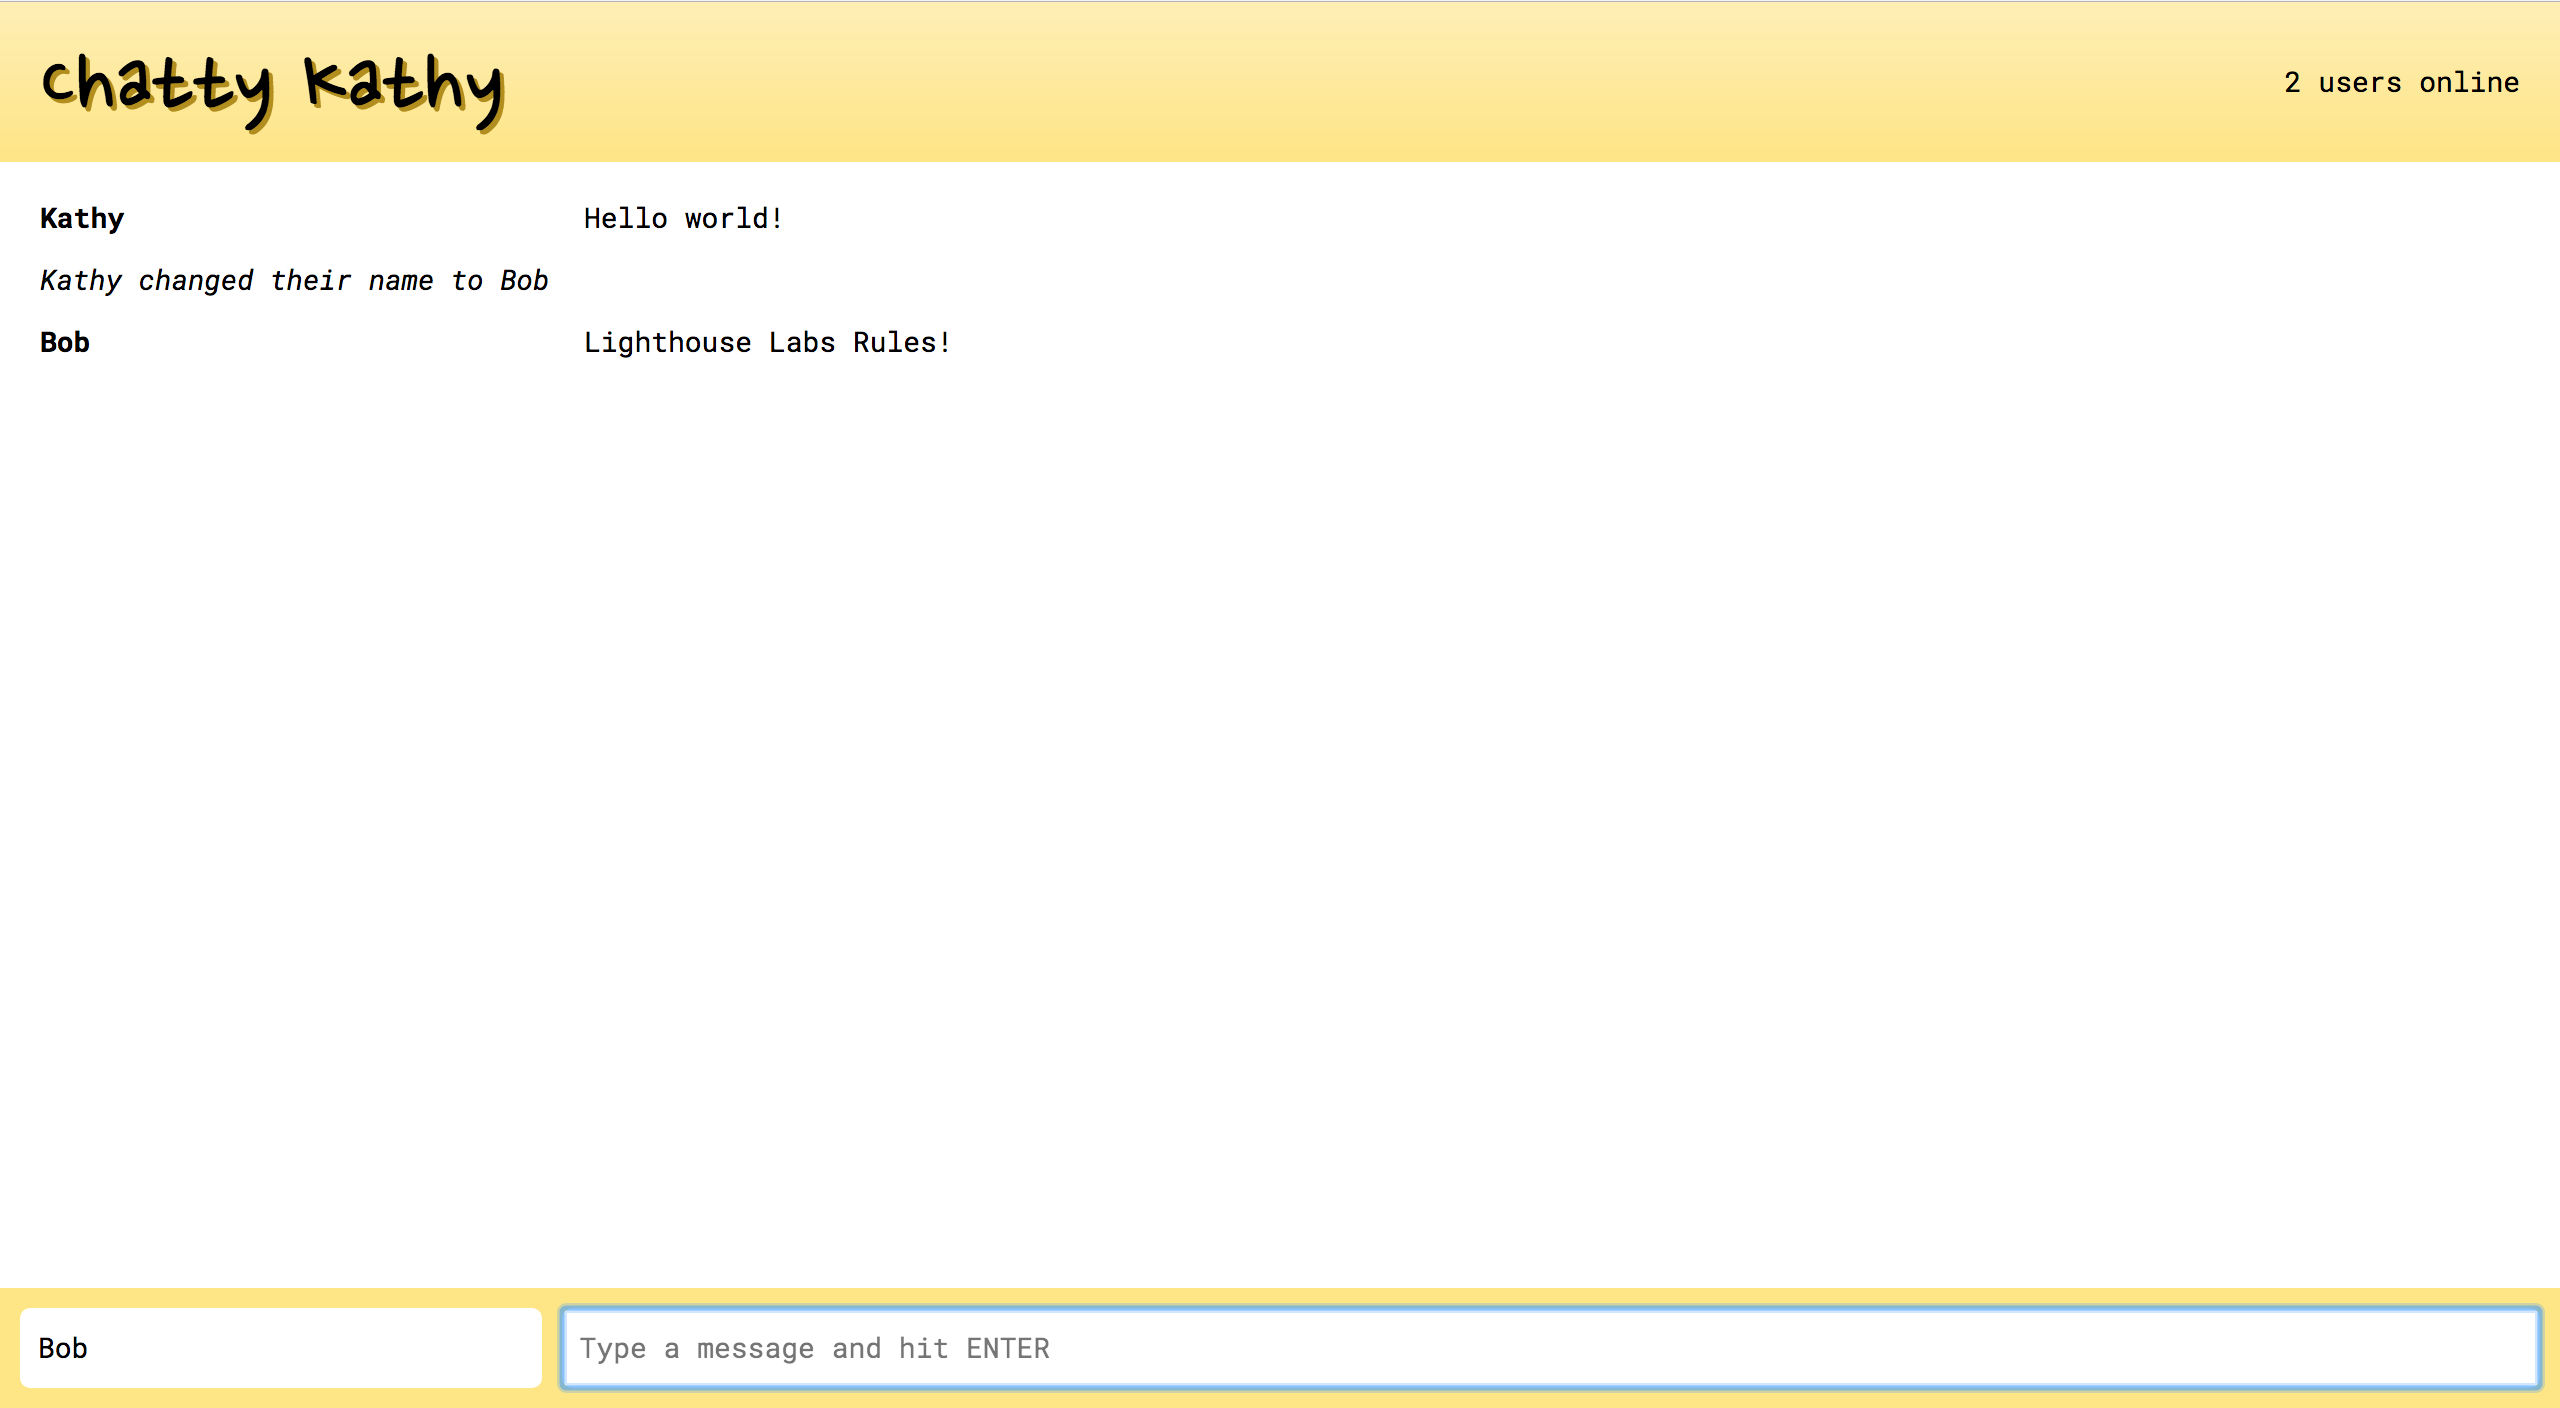 Chatty Kathy
2 users online
Kathy Hello world!
Kathy changed their name to Bob
Bob Lighthouse Labs Rules!
Bob Type a message and hit ENTER